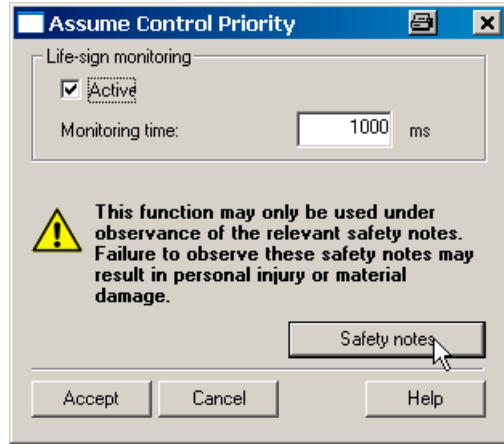 Assume Control Priority
Life-sign monitoring
Active
Monitoring time: 1000 ms
This function may only be used under
observance of the relevant safety notes.
Failure to observe these safety notes may
result in personal injury or material
damage.
Safety notes
Accept Cancel Help